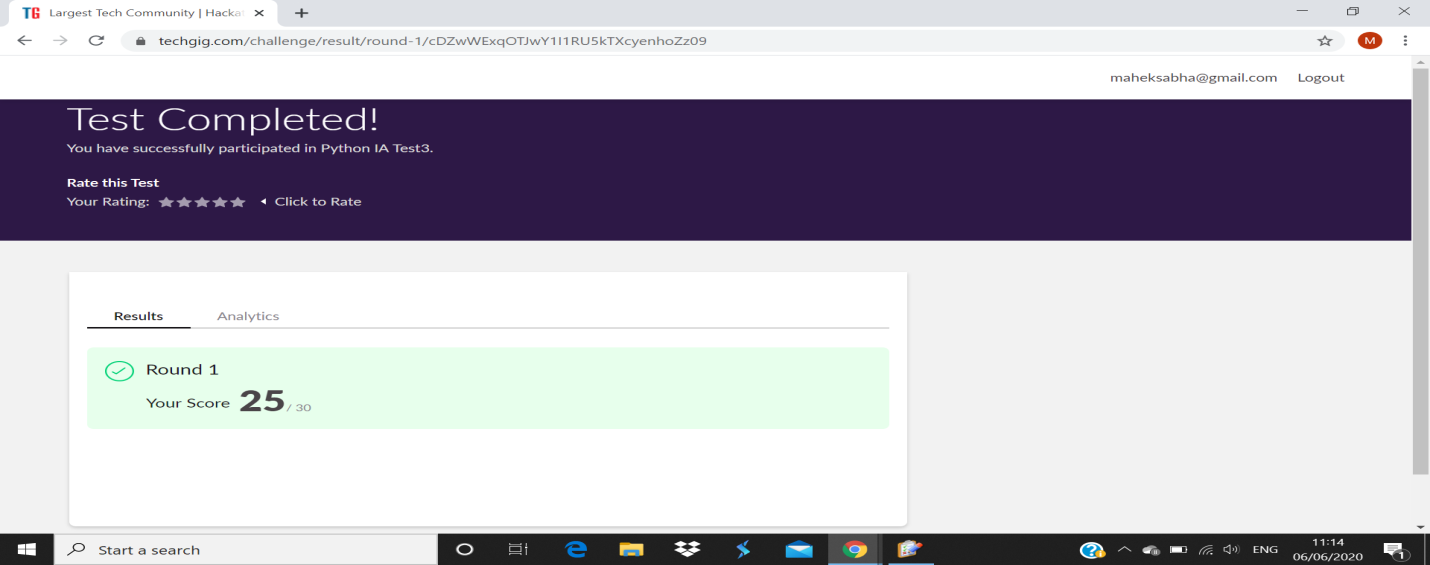 TG Largest Tech Community | Hacka
techgig.com/challenge/result/round-1/cDZwWExqOTJwY1I1RU5kTXcyenhoZz09
M
maheksabha@gmail.com Logout
Test Completed!
You have successfully participated in Python IA Test3.
Rate this Test
Your Rating: Click to Rate
Results Analytics
Round 1
Your Score 25 / 30
Start a search
ENG
11:14
06/06/2020
1